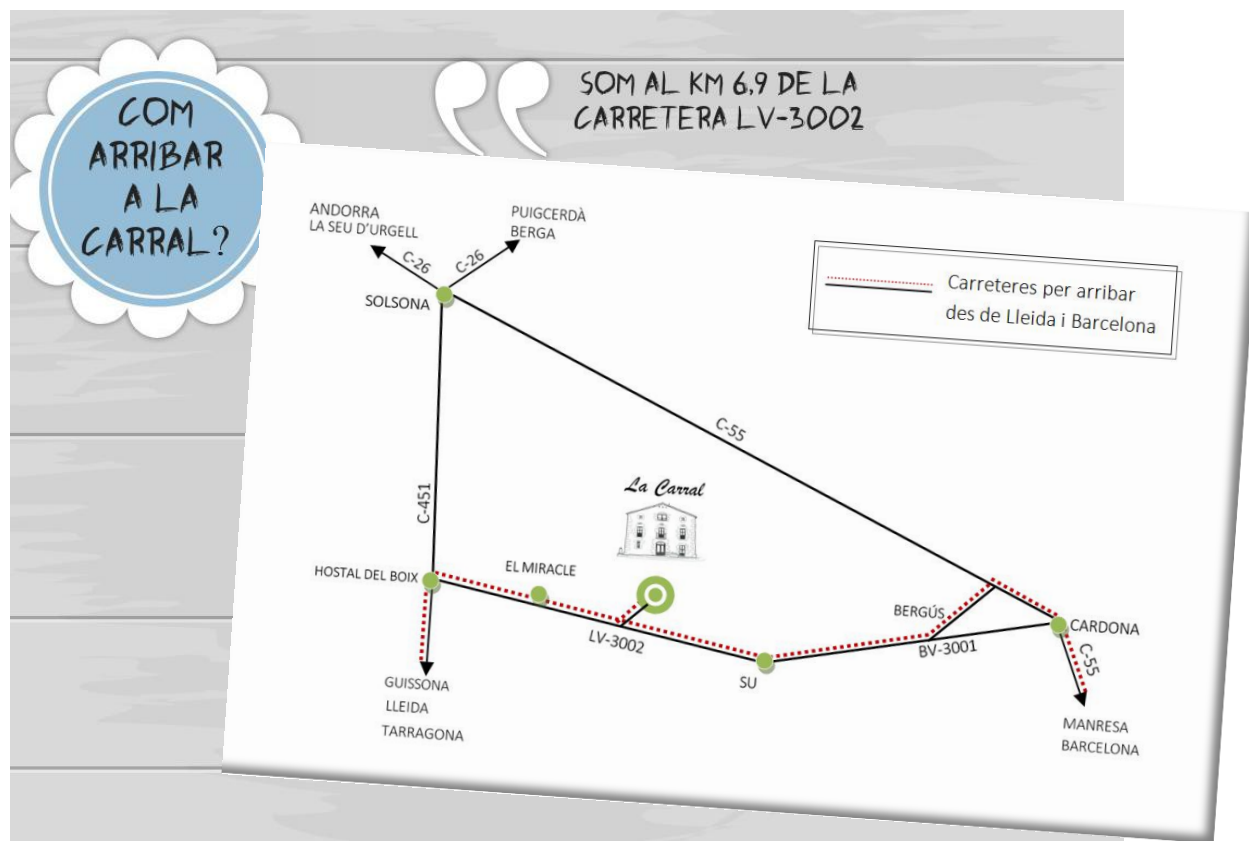 COM
ARRIBAR
A LA
CARRAL?
SOM AL KM 6,9 DE LA
CARRETERA LV-3002
ANDORRA
LA SEU D'URGELL
PUIGCERDÀ
BERGA
C-26
C-26
SOLSONA
Carreteres per arribar
des de Lleida i Barcelona
C-55
C-451
La Carral
HOSTAL DEL BOIX
EL MIRACLE
LV-3002
SU
BERGÚS
BV-3001
CARDONA
C-55
GUISSONA
LLEIDA
TARRAGONA
MANRESA
BARCELONA